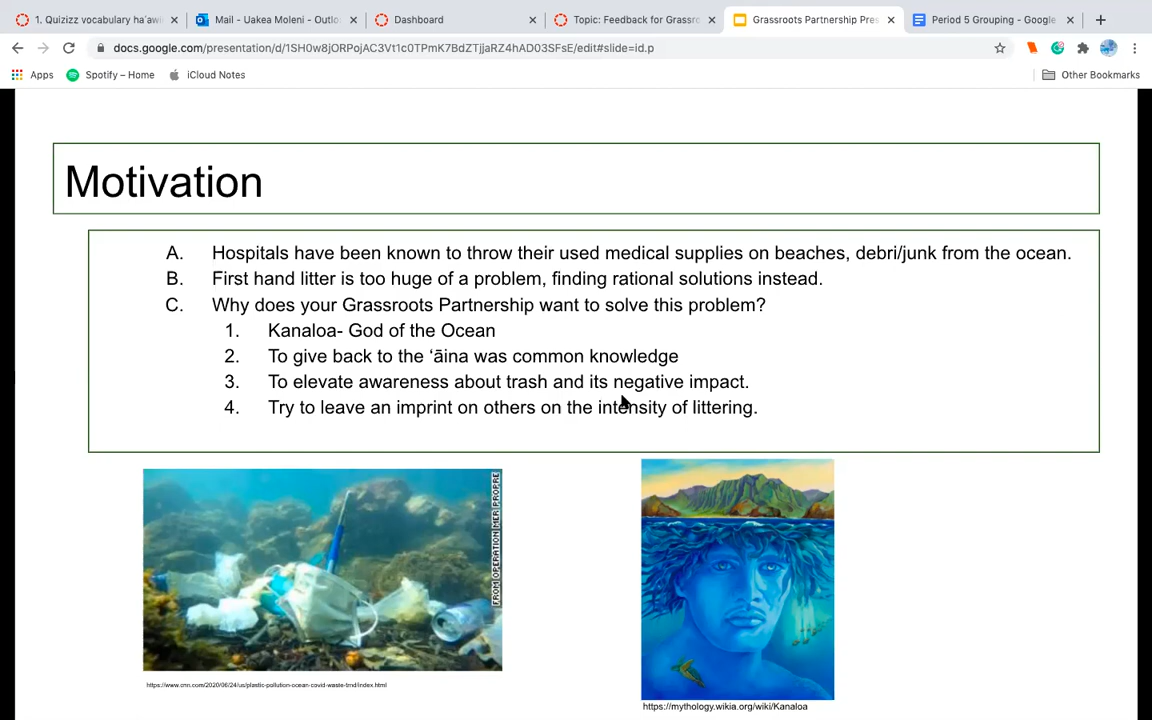 1. Quizizz vocabulary haʻawi
Mail - Uakea Moleni - Outlo
Dashboard
Topic: Feedback for Grassro
Grassroots Partnership Pres
Period 5 Grouping - Google
docs.google.com/presentation/d/1SH0w8jORPojAC3Vt1c0TPmK7BdZTjjaRZ4hAD03SFsE/edit#slide=id.p
Apps
Spotify – Home
iCloud Notes
Other Bookmarks
Motivation
A. Hospitals have been known to throw their used medical supplies on beaches, debri/junk from the ocean.
B. First hand litter is too huge of a problem, finding rational solutions instead.
C. Why does your Grassroots Partnership want to solve this problem?
1. Kanaloa- God of the Ocean
2. To give back to the ʻāina was common knowledge
3. To elevate awareness about trash and its negative impact.
4. Try to leave an imprint on others on the intensity of littering.
FROM OPERATION MER PROPRE
https://www.cnn.com/2020/06/24/us/plastic-pollution-ocean-covid-waste-trnd/index.html
https://mythology.wikia.org/wiki/Kanaloa